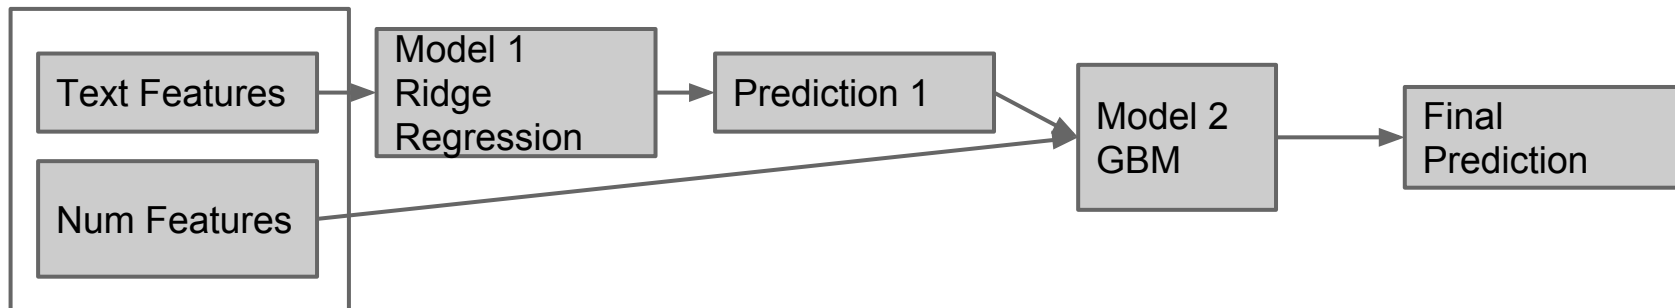 Text Features
Model 1
Ridge
Regression
Prediction 1
Num Features
Model 2
GBM
Final
Prediction